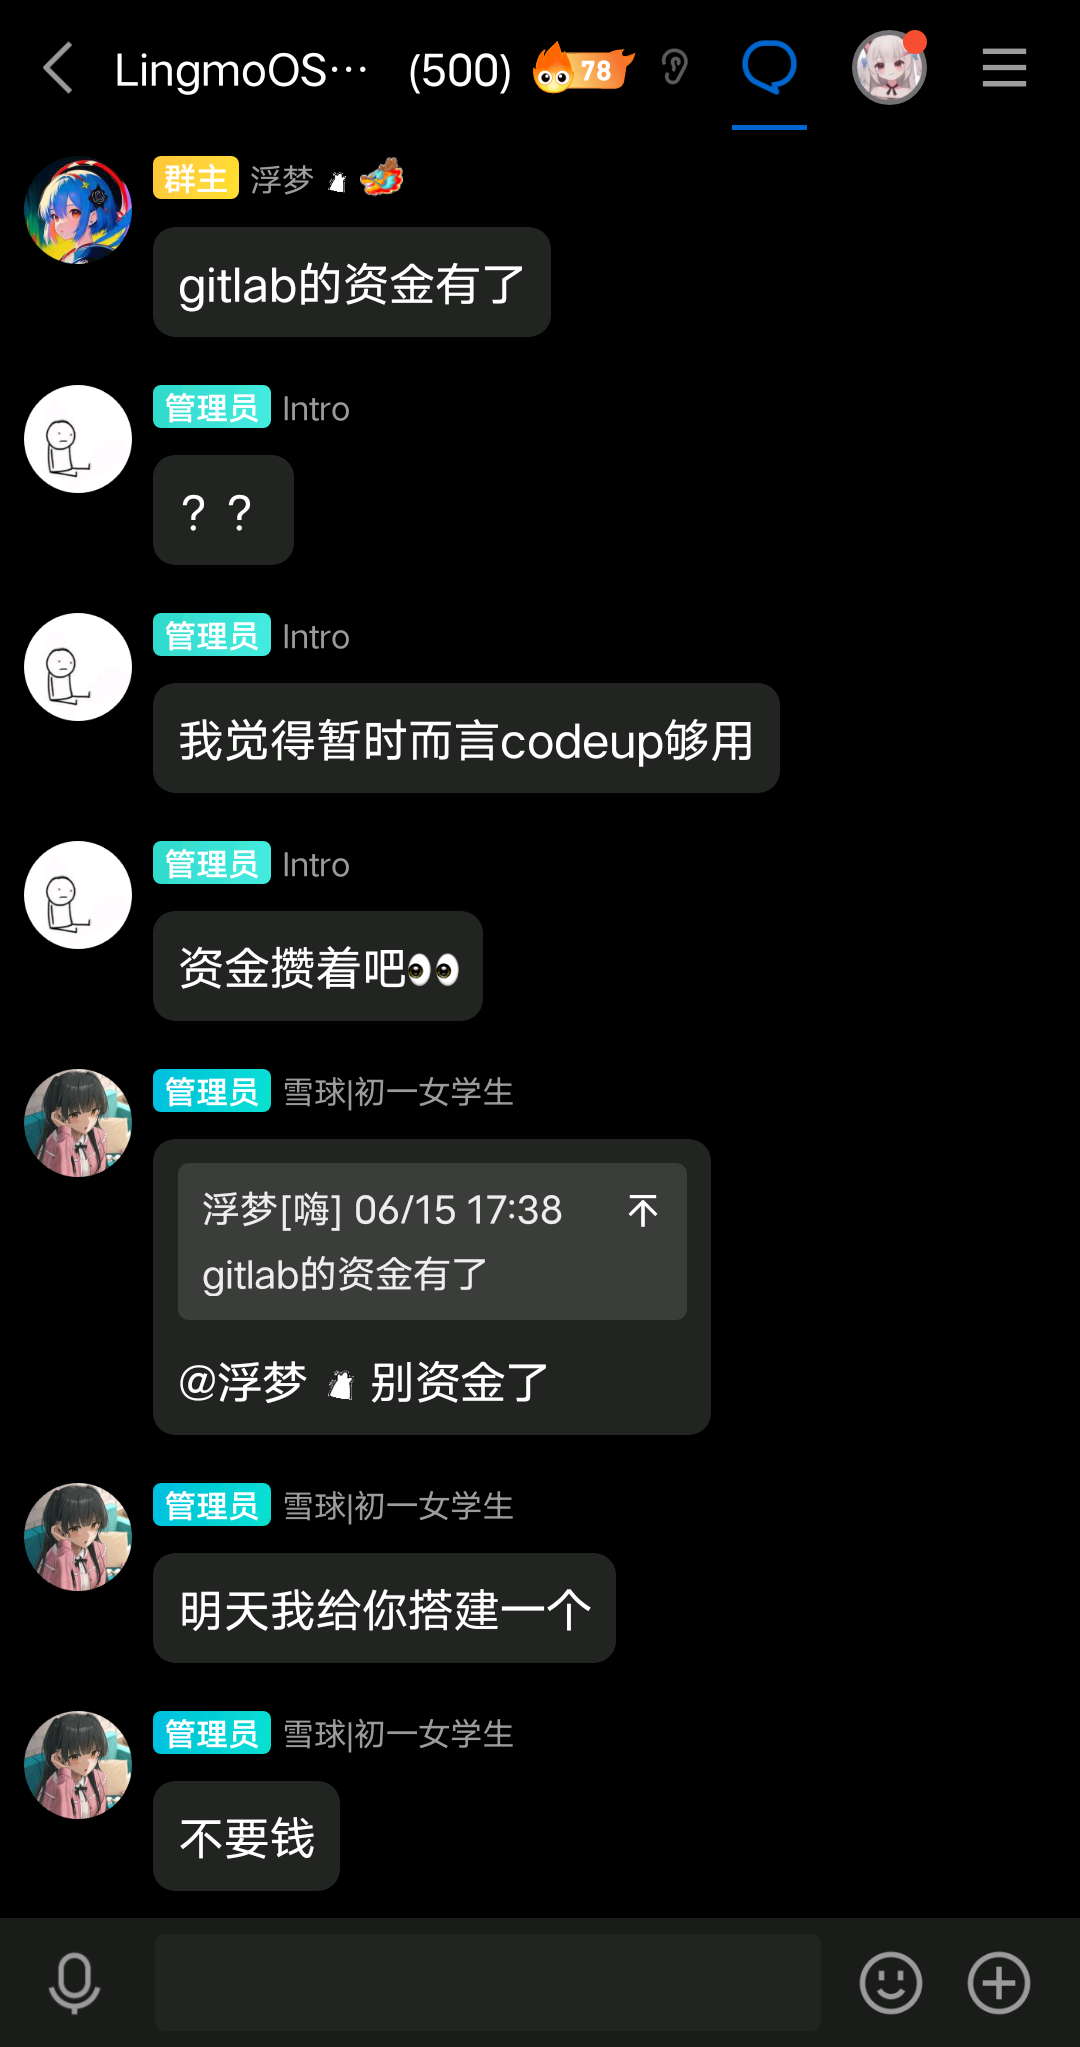 LingmoOS··· (500) 78
群主 浮梦
gitlab的资金有了
管理员 Intro
？？
管理员 Intro
我觉得暂时而言codeup够用
管理员 Intro
资金攒着吧👀
管理员 雪球|初一女学生
浮梦[嗨] 06/15 17:38
gitlab的资金有了
@浮梦 别资金了
管理员 雪球|初一女学生
明天我给你搭建一个
管理员 雪球|初一女学生
不要钱